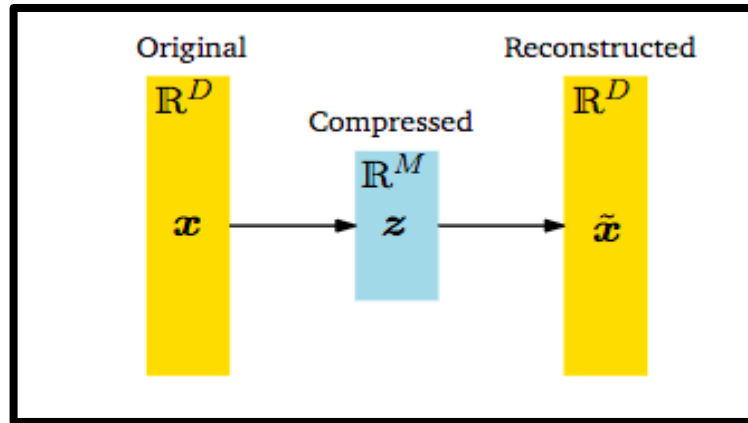 Original
Reconstructed
Compressed
ℝ^D
ℝ^M
ℝ^D
x
z
x̃